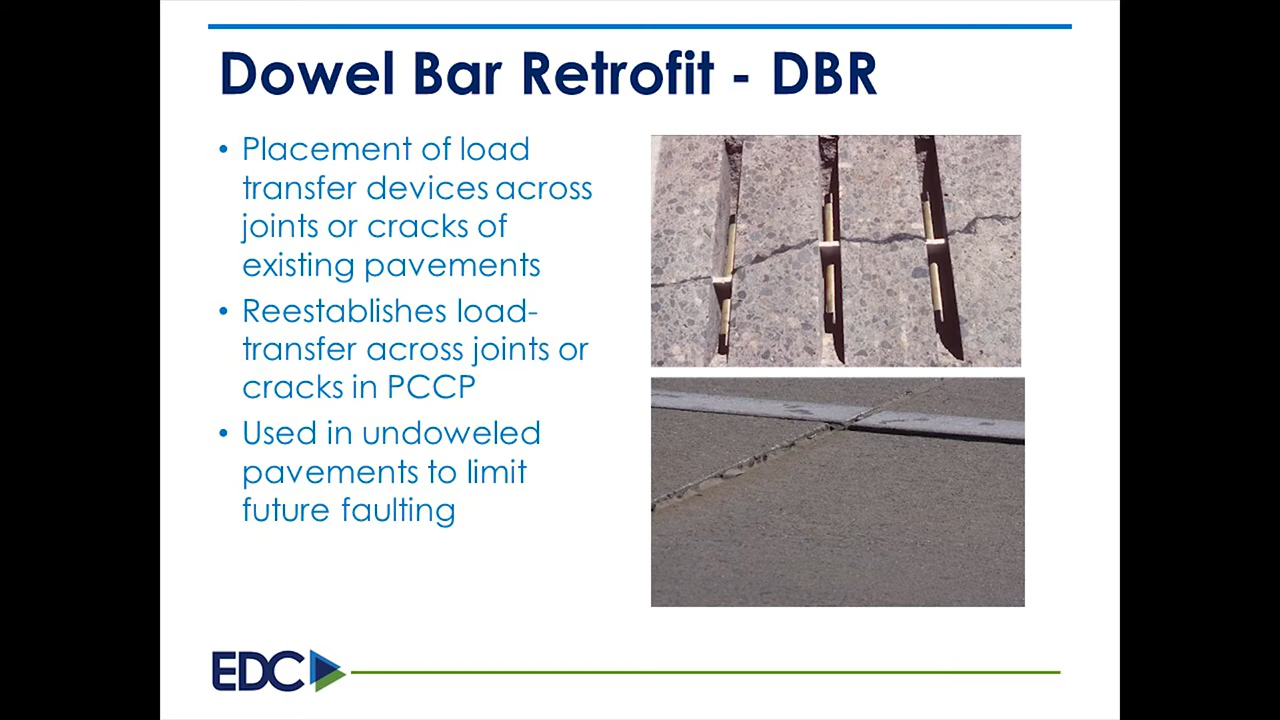 Dowel Bar Retrofit - DBR
• Placement of load
transfer devices across
joints or cracks of
existing pavements
• Reestablishes load-
transfer across joints or
cracks in PCCP
• Used in undoweled
pavements to limit
future faulting
EDC